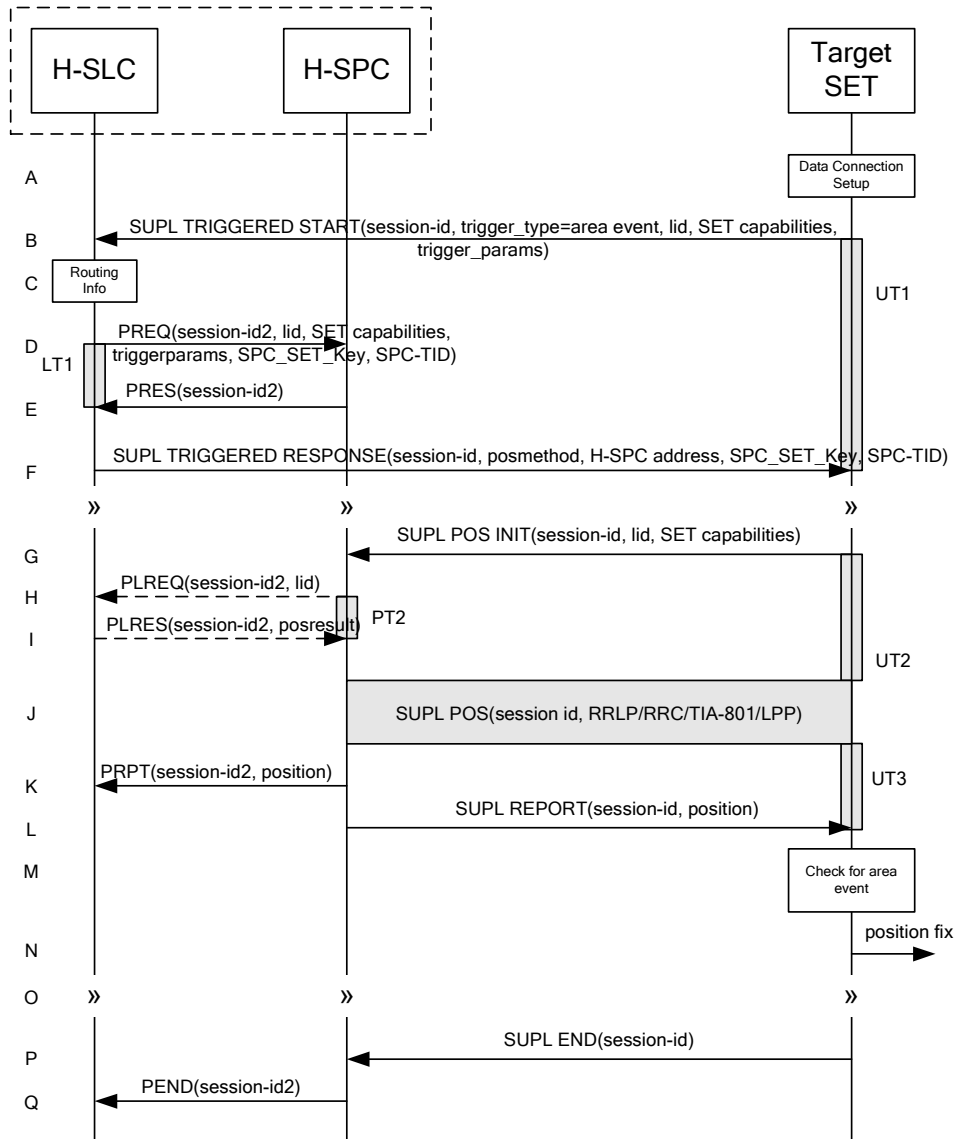 H-SLC
H-SPC
Target
SET
A
Data Connection
Setup
B
SUPL TRIGGERED START(session-id, trigger_type=area event, lid, SET capabilities,
trigger_params)
C
Routing
Info
UT1
D
PREQ(session-id2, lid, SET capabilities,
triggerparams, SPC_SET_Key, SPC-TID)
LT1
E
PRES(session-id2)
F
SUPL TRIGGERED RESPONSE(session-id, posmethod, H-SPC address, SPC_SET_Key, SPC-TID)
» » »
G
SUPL POS INIT(session-id, lid, SET capabilities)
H
PLREQ(session-id2, lid)
PT2
I
PLRES(session-id2, posresult)
UT2
J
SUPL POS(session id, RRLP/RRC/TIA-801/LPP)
K
PRPT(session-id2, position)
UT3
L
SUPL REPORT(session-id, position)
M
Check for area
event
N
position fix
O
» » »
P
SUPL END(session-id)
Q
PEND(session-id2)